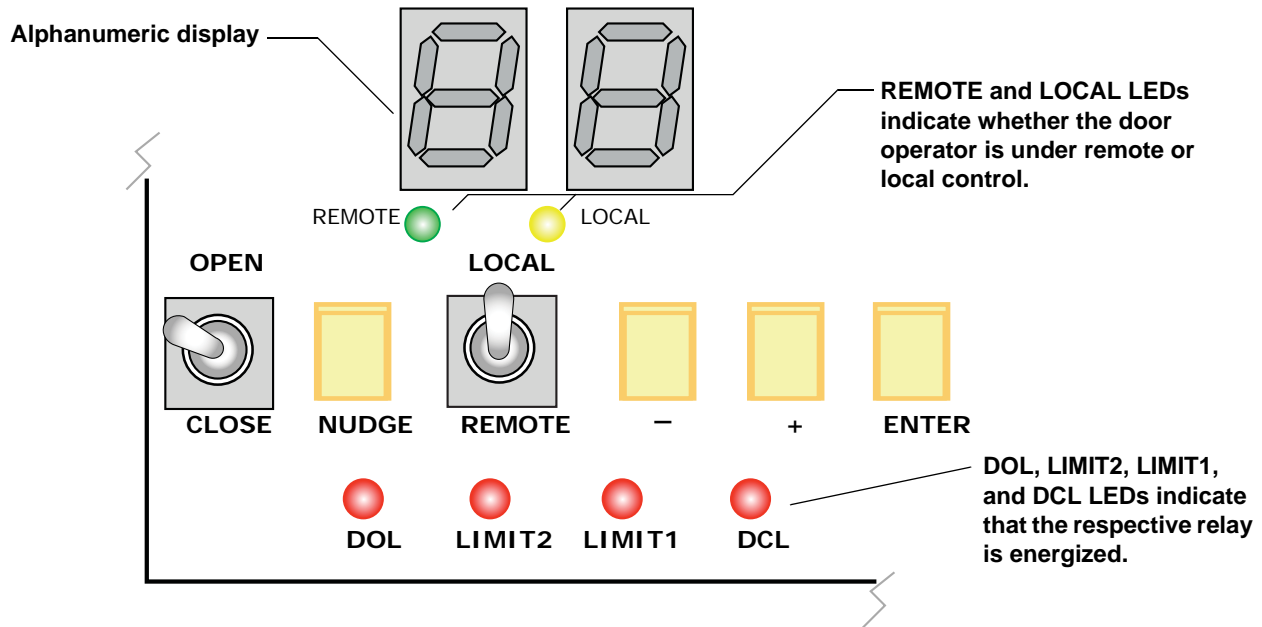 Alphanumeric display
REMOTE and LOCAL LEDs
indicate whether the door
operator is under remote or
local control.
REMOTE
LOCAL
OPEN
LOCAL
CLOSE
NUDGE
REMOTE
–
+
ENTER
DOL, LIMIT2, LIMIT1,
and DCL LEDs indicate
that the respective relay
is energized.
DOL
LIMIT2
LIMIT1
DCL